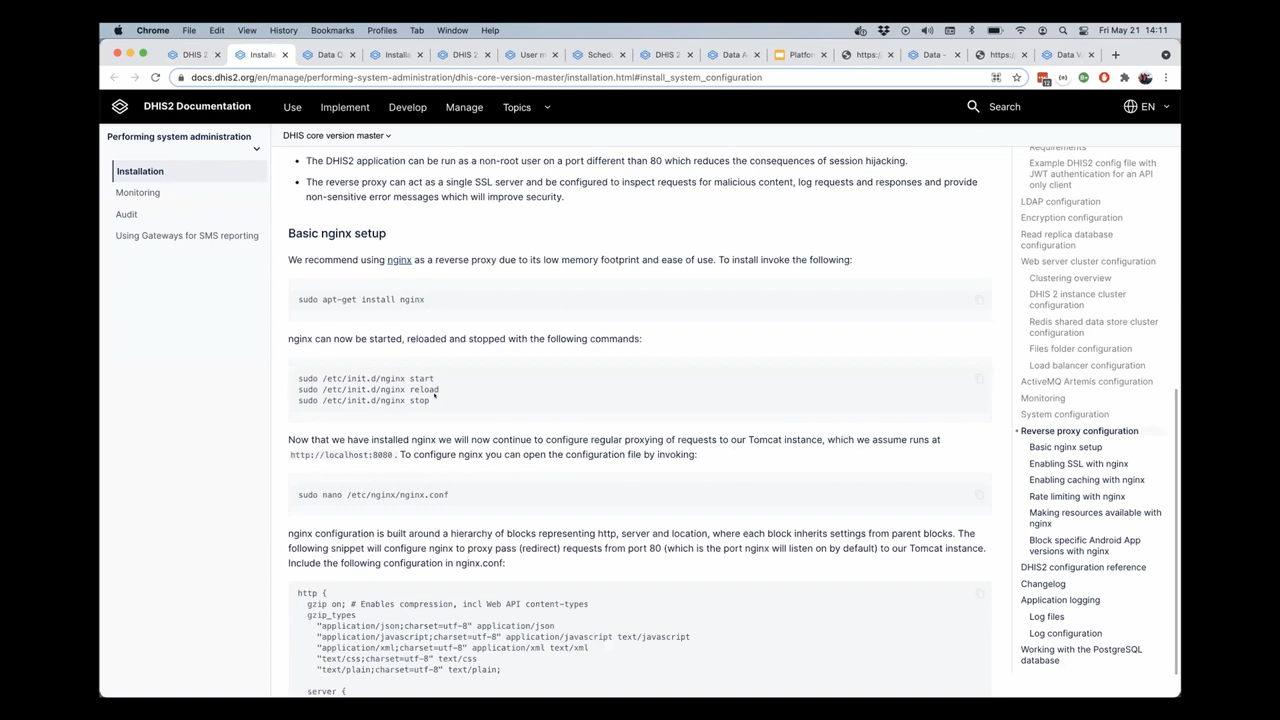 Chrome File Edit View History Bookmarks Profiles Tab Window Help Fri May 21 14:11
DHIS 2 Installa Data Q Installa DHIS 2 User m Sched DHIS 2 Data A Platfor https: Data - https: Data V
docs.dhis2.org/en/manage/performing-system-administration/dhis-core-version-master/installation.html#install_system_configuration
DHIS2 Documentation Use Implement Develop Manage Topics Search EN
Performing system administration
Installation
Monitoring
Audit
Using Gateways for SMS reporting
DHIS core version master
• The DHIS2 application can be run as a non-root user on a port different than 80 which reduces the consequences of session hijacking.
• The reverse proxy can act as a single SSL server and be configured to inspect requests for malicious content, log requests and responses and provide
non-sensitive error messages which will improve security.
Basic nginx setup
We recommend using nginx as a reverse proxy due to its low memory footprint and ease of use. To install invoke the following:
sudo apt-get install nginx
nginx can now be started, reloaded and stopped with the following commands:
sudo /etc/init.d/nginx start
sudo /etc/init.d/nginx reload
sudo /etc/init.d/nginx stop
Now that we have installed nginx we will now continue to configure regular proxying of requests to our Tomcat instance, which we assume runs at
http://localhost:8080. To configure nginx you can open the configuration file by invoking:
sudo nano /etc/nginx/nginx.conf
nginx configuration is built around a hierarchy of blocks representing http, server and location, where each block inherits settings from parent blocks. The
following snippet will configure nginx to proxy pass (redirect) requests from port 80 (which is the port nginx will listen on by default) to our Tomcat instance.
Include the following configuration in nginx.conf:
http {
gzip on; # Enables compression, incl Web API content-types
gzip_types
"application/json;charset=utf-8" application/json
"application/javascript;charset=utf-8" application/javascript text/javascript
"application/xml;charset=utf-8" application/xml text/xml
"text/css;charset=utf-8" text/css
"text/plain;charset=utf-8" text/plain;
server {
Requirements
Example DHIS2 config file with
JWT authentication for an API
only client
LDAP configuration
Encryption configuration
Read replica database
configuration
Web server cluster configuration
Clustering overview
DHIS 2 instance cluster
configuration
Redis shared data store cluster
configuration
Files folder configuration
Load balancer configuration
ActiveMQ Artemis configuration
Monitoring
System configuration
Reverse proxy configuration
Basic nginx setup
Enabling SSL with nginx
Enabling caching with nginx
Rate limiting with nginx
Making resources available with
nginx
Block specific Android App
versions with nginx
DHIS2 configuration reference
Changelog
Application logging
Log files
Log configuration
Working with the PostgreSQL
database